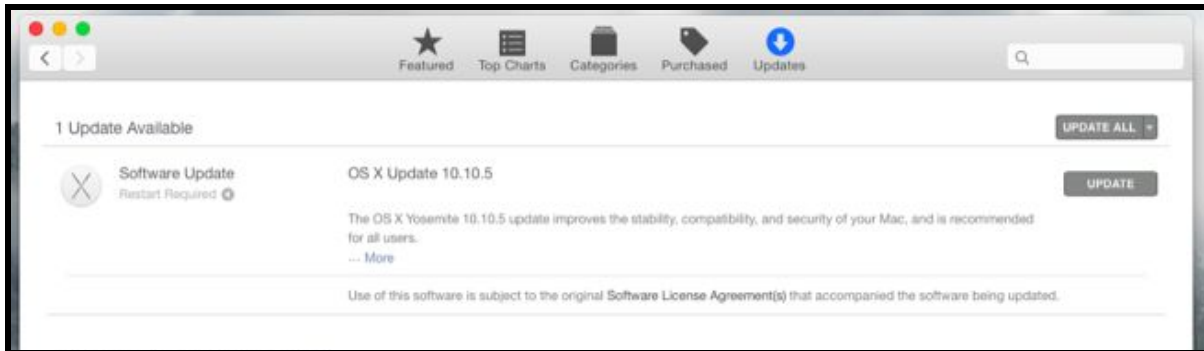 Featured Top Charts Categories Purchased Updates
1 Update Available
UPDATE ALL
Software Update
Restart Required
OS X Update 10.10.5
UPDATE
The OS X Yosemite 10.10.5 update improves the stability, compatibility, and security of your Mac, and is recommended
for all users.
... More
Use of this software is subject to the original Software License Agreement(s) that accompanied the software being updated.